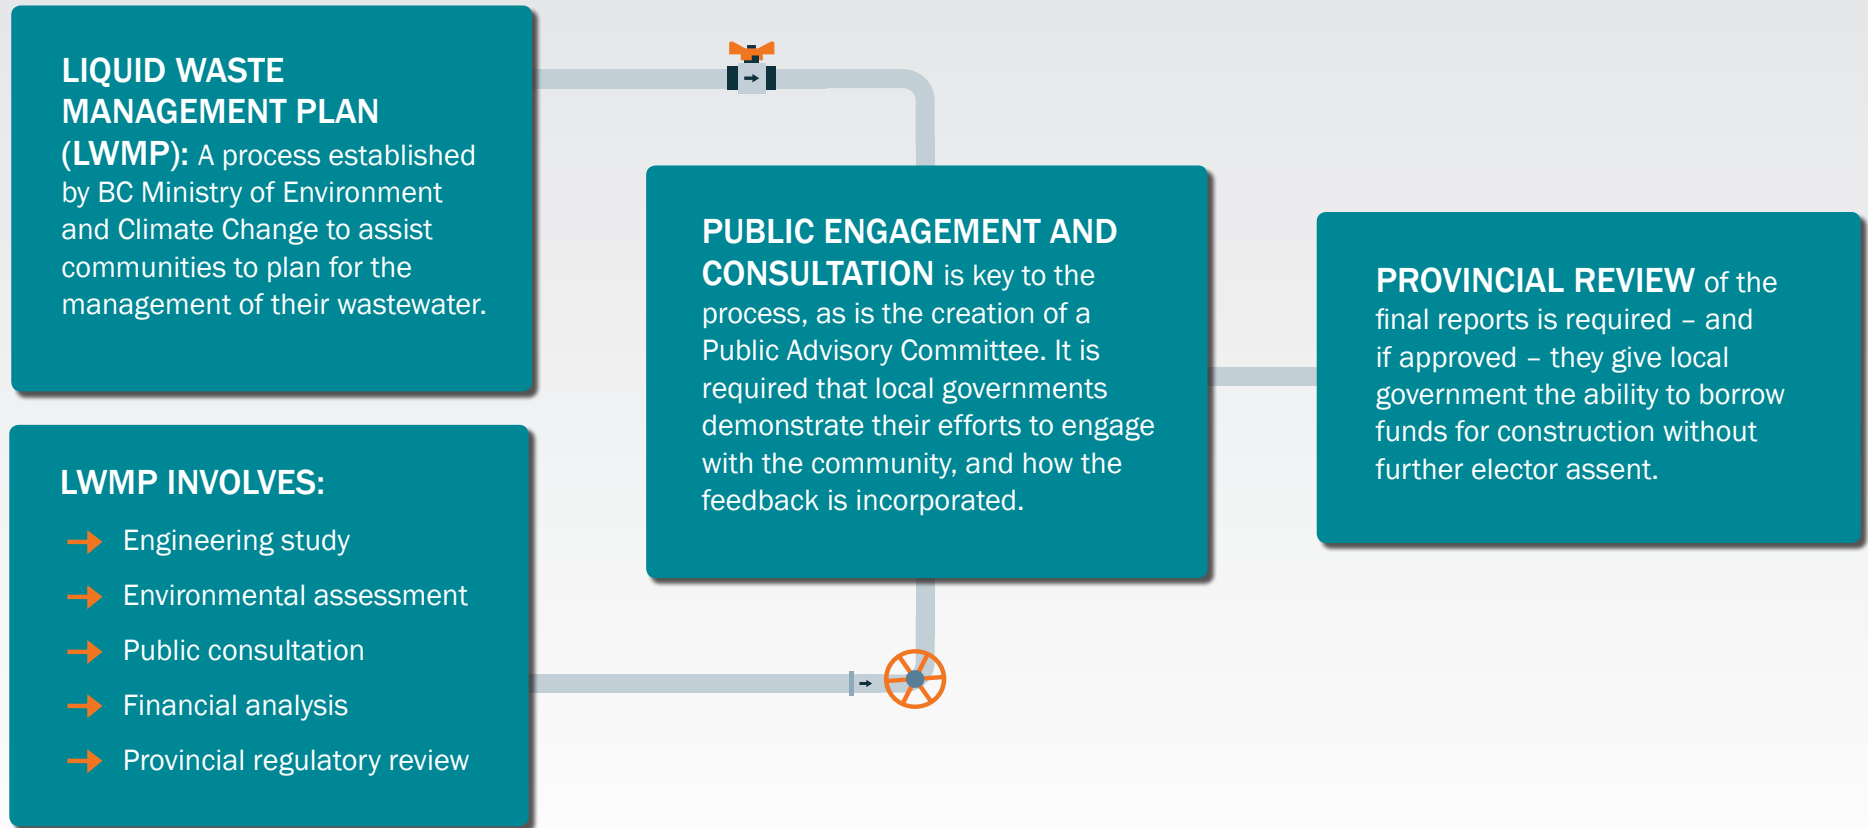 LIQUID WASTE
MANAGEMENT PLAN
(LWMP): A process established
by BC Ministry of Environment
and Climate Change to assist
communities to plan for the
management of their wastewater.
LWMP INVOLVES:
Engineering study
Environmental assessment
Public consultation
Financial analysis
Provincial regulatory review
PUBLIC ENGAGEMENT AND
CONSULTATION is key to the
process, as is the creation of a
Public Advisory Committee. It is
required that local governments
demonstrate their efforts to engage
with the community, and how the
feedback is incorporated.
PROVINCIAL REVIEW of the
final reports is required – and
if approved – they give local
government the ability to borrow
funds for construction without
further elector assent.